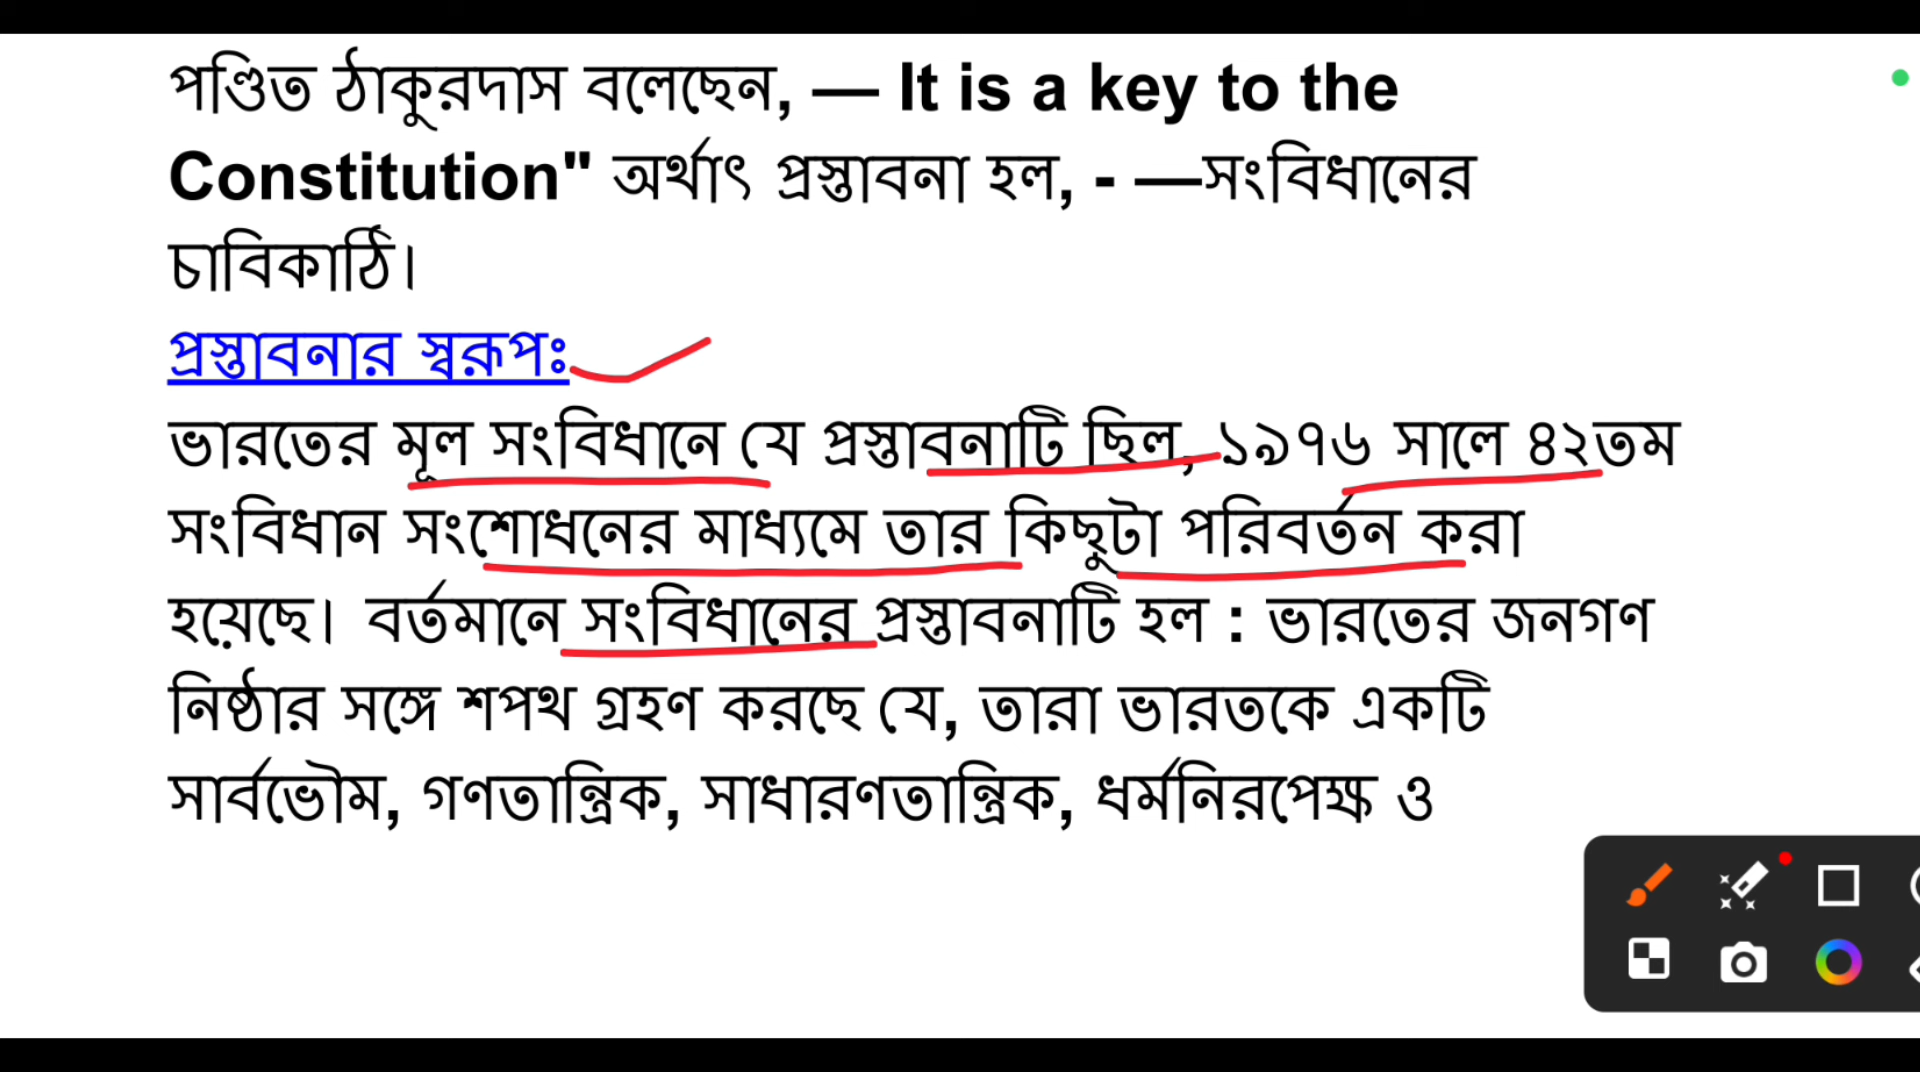 পণ্ডিত ঠাকুরদাস বলেছেন, — It is a key to the
Constitution" অর্থাৎ প্রস্তাবনা হল, - —সংবিধানের
চাবিকাঠি।
প্রস্তাবনার স্বরূপঃ
ভারতের মূল সংবিধানে যে প্রস্তাবনাটি ছিল, ১৯৭৬ সালে ৪২তম
সংবিধান সংশোধনের মাধ্যমে তার কিছুটা পরিবর্তন করা
হয়েছে। বর্তমানে সংবিধানের প্রস্তাবনাটি হল : ভারতের জনগণ
নিষ্ঠার সঙ্গে শপথ গ্রহণ করছে যে, তারা ভারতকে একটি
সার্বভৌম, গণতান্ত্রিক, সাধারণতান্ত্রিক, ধর্মনিরপেক্ষ ও